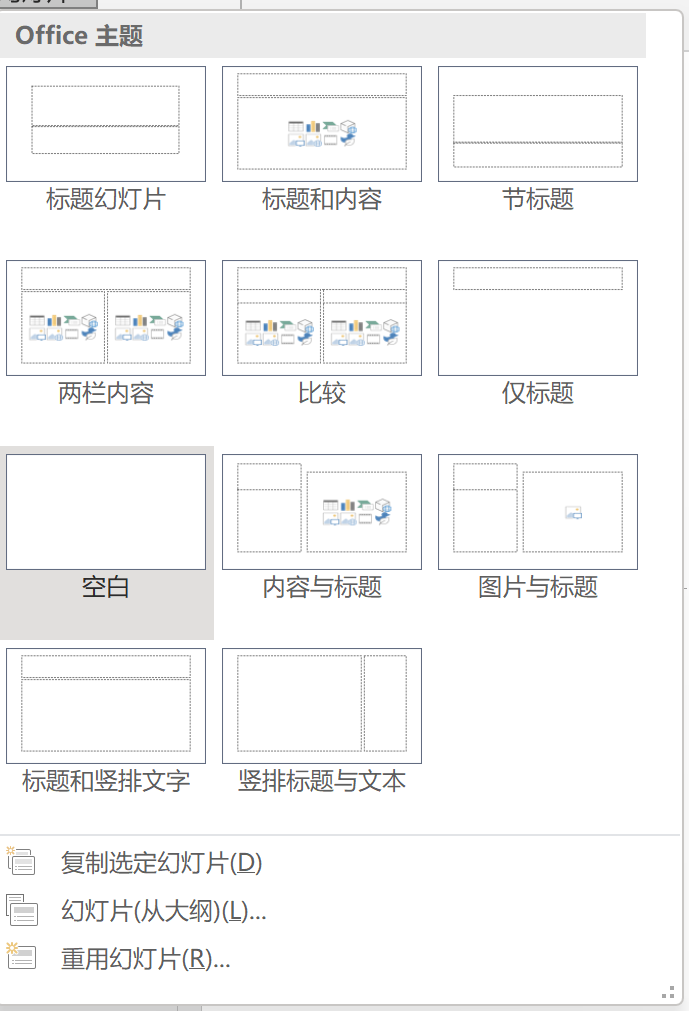 Office 主题
标题幻灯片
标题和内容
节标题
两栏内容
比较
仅标题
空白
内容与标题
图片与标题
标题和竖排文字
竖排标题与文本
复制选定幻灯片(D)
幻灯片(从大纲)(L)...
重用幻灯片(R)...